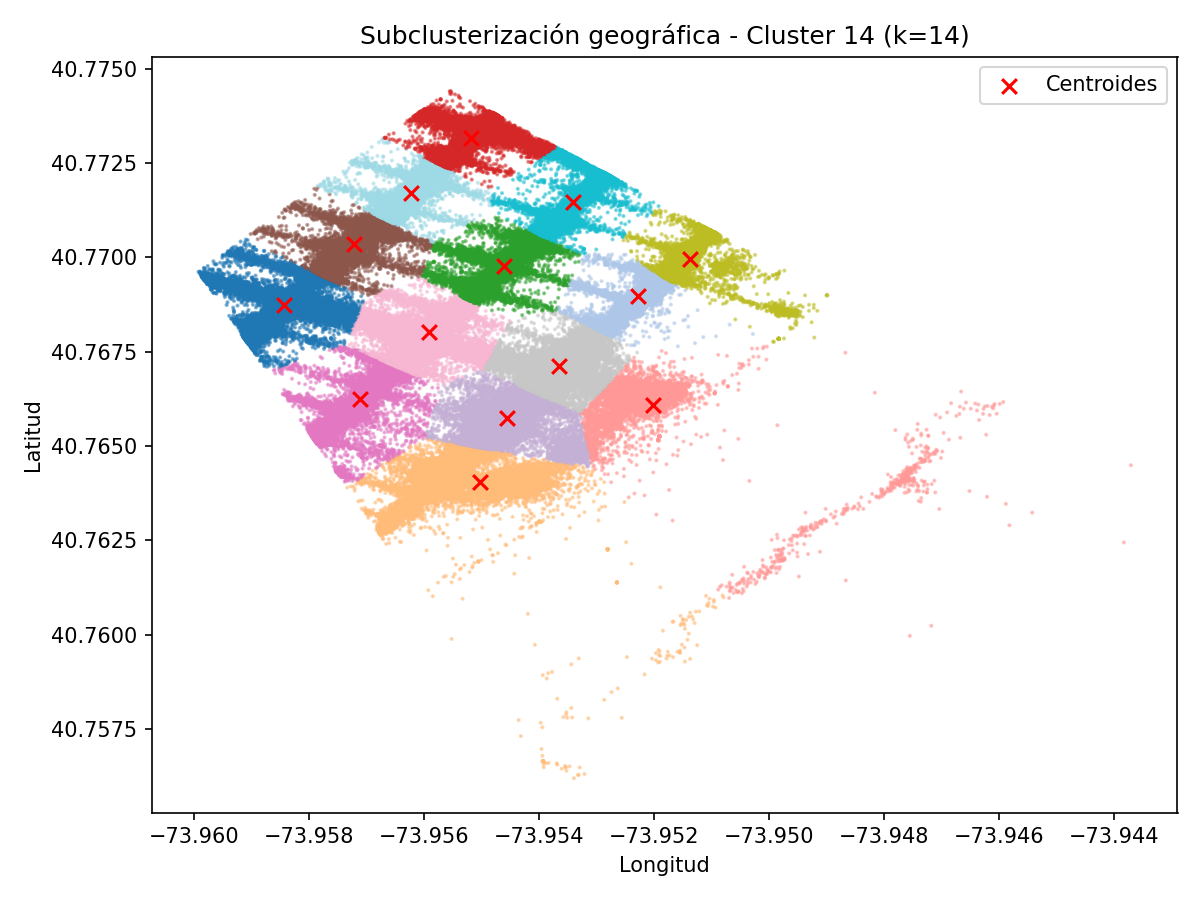 Subclusterización geográfica - Cluster 14 (k=14)
Centroides
40.7750
40.7725
40.7700
40.7675
40.7650
40.7625
40.7600
40.7575
Latitud
−73.960 −73.958 −73.956 −73.954 −73.952 −73.950 −73.948 −73.946 −73.944
Longitud